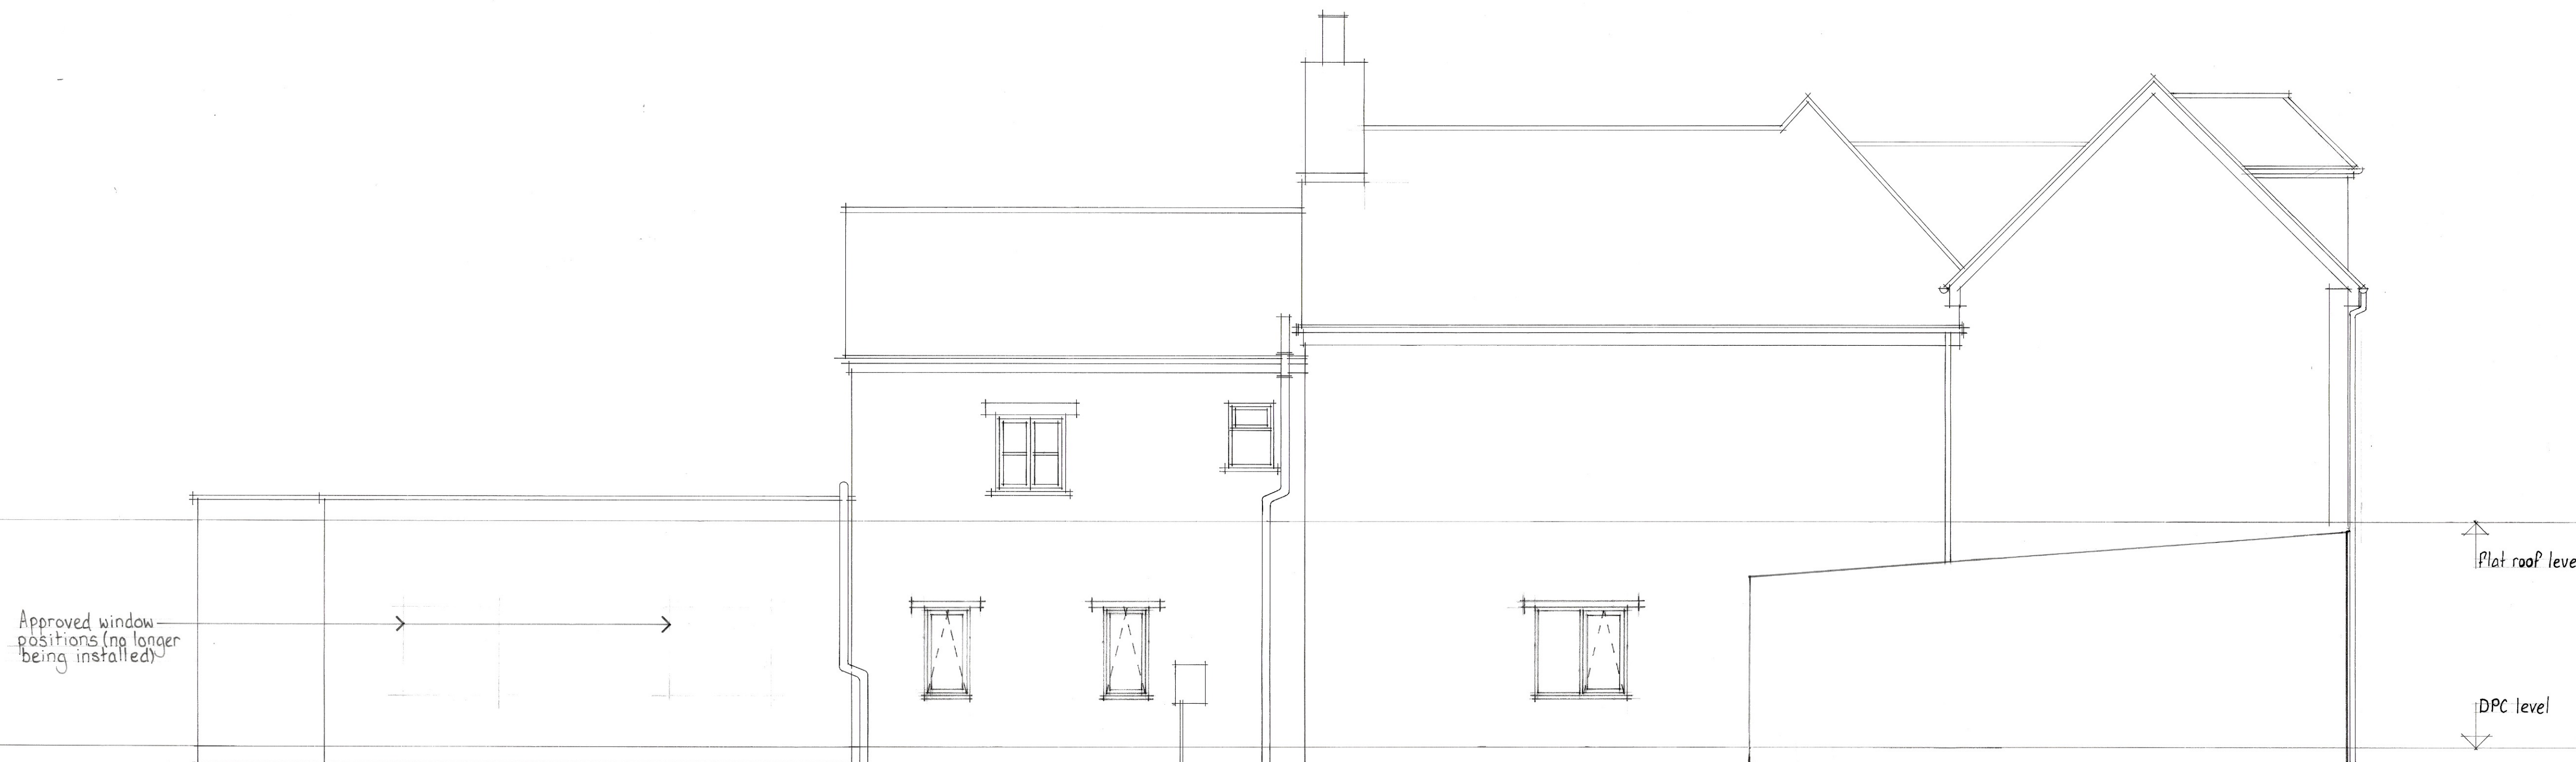 Approved window
positions (no longer
being installed)
Flat roof leve
DPC level